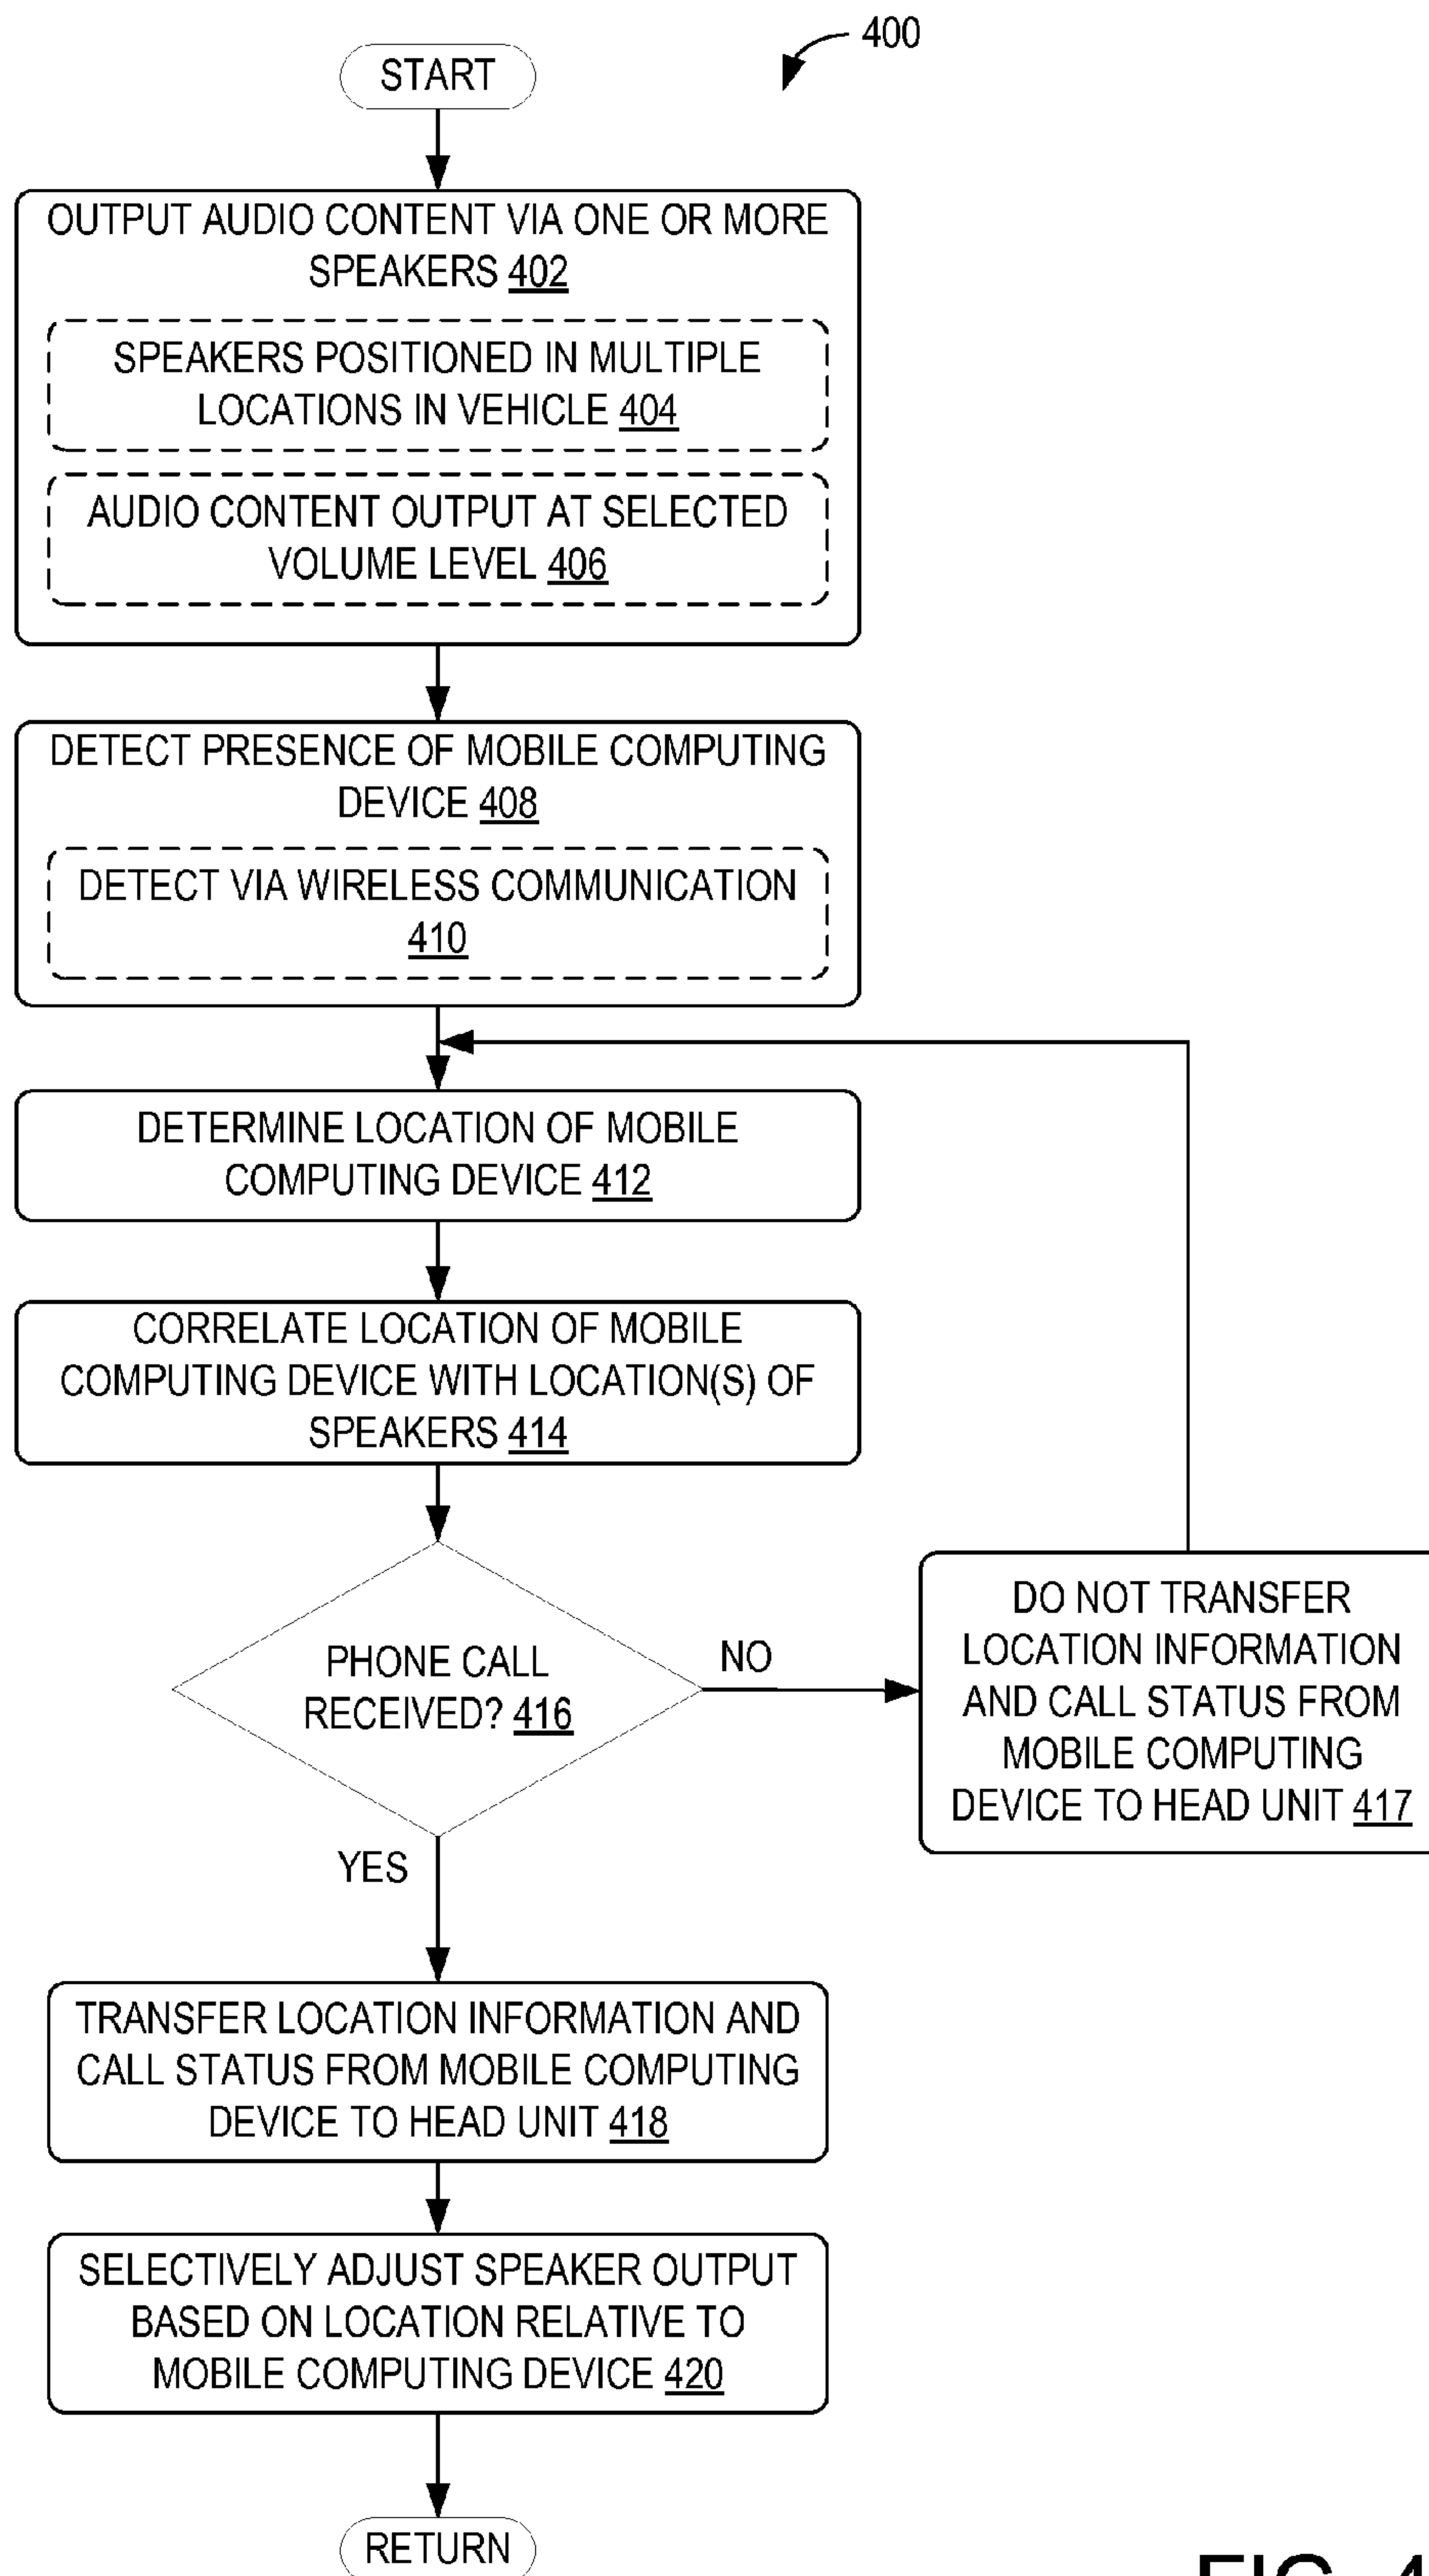 400
START
OUTPUT AUDIO CONTENT VIA ONE OR MORE
SPEAKERS 402
SPEAKERS POSITIONED IN MULTIPLE
LOCATIONS IN VEHICLE 404
AUDIO CONTENT OUTPUT AT SELECTED
VOLUME LEVEL 406
DETECT PRESENCE OF MOBILE COMPUTING
DEVICE 408
DETECT VIA WIRELESS COMMUNICATION
410
DETERMINE LOCATION OF MOBILE
COMPUTING DEVICE 412
CORRELATE LOCATION OF MOBILE
COMPUTING DEVICE WITH LOCATION(S) OF
SPEAKERS 414
PHONE CALL
RECEIVED? 416
NO
DO NOT TRANSFER
LOCATION INFORMATION
AND CALL STATUS FROM
MOBILE COMPUTING
DEVICE TO HEAD UNIT 417
YES
TRANSFER LOCATION INFORMATION AND
CALL STATUS FROM MOBILE COMPUTING
DEVICE TO HEAD UNIT 418
SELECTIVELY ADJUST SPEAKER OUTPUT
BASED ON LOCATION RELATIVE TO
MOBILE COMPUTING DEVICE 420
RETURN
FIG. 4